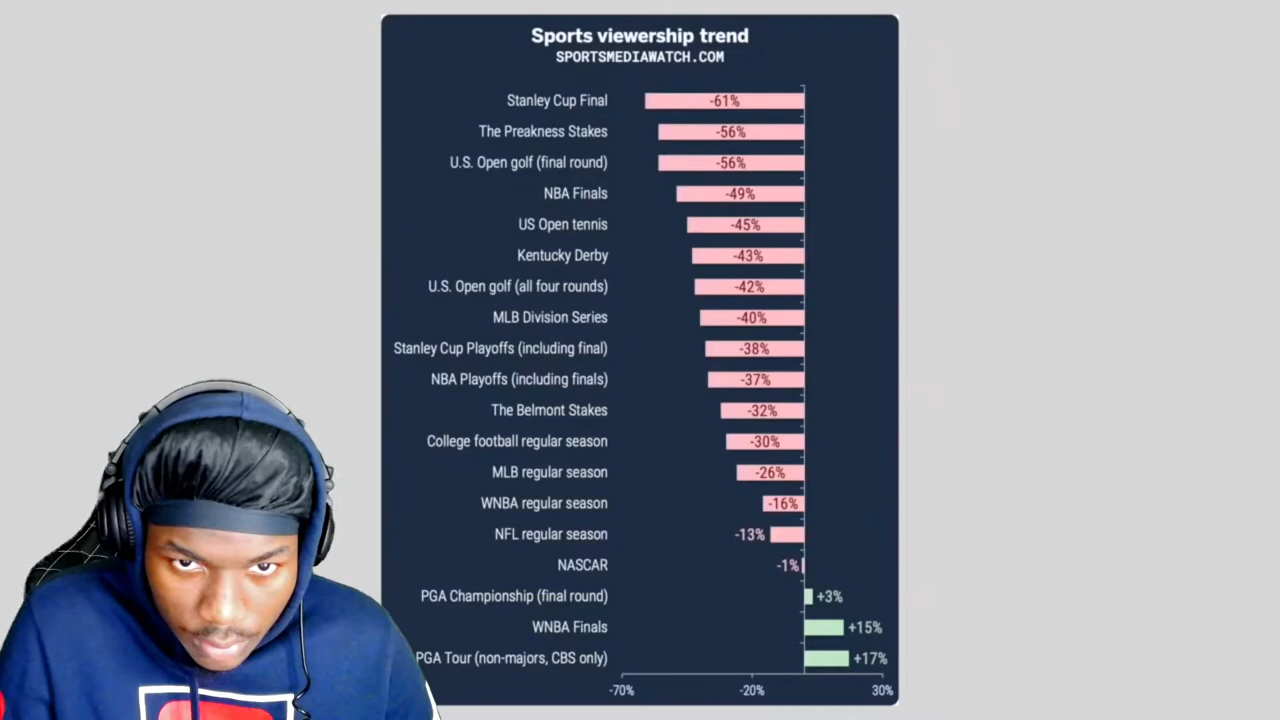 Sports viewership trend
SPORTSMEDIAWATCH.COM
Stanley Cup Final -61%
The Preakness Stakes -56%
U.S. Open golf (final round) -56%
NBA Finals -49%
US Open tennis -45%
Kentucky Derby -43%
U.S. Open golf (all four rounds) -42%
MLB Division Series -40%
Stanley Cup Playoffs (including final) -38%
NBA Playoffs (including finals) -37%
The Belmont Stakes -32%
College football regular season -30%
MLB regular season -26%
WNBA regular season -16%
NFL regular season -13%
NASCAR -1%
PGA Championship (final round) +3%
WNBA Finals +15%
PGA Tour (non-majors, CBS only) +17%
-70% -20% 30%